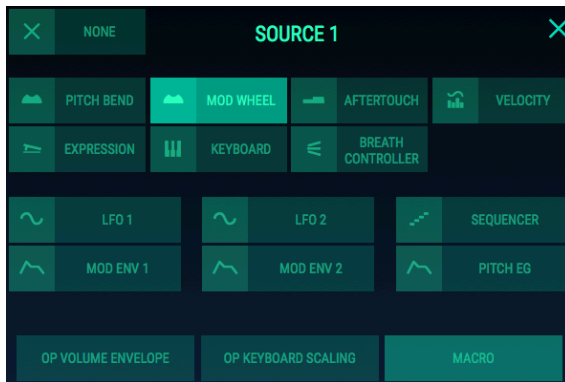 NONE
SOURCE 1
PITCH BEND
MOD WHEEL
AFTERTOUCH
VELOCITY
EXPRESSION
KEYBOARD
BREATH
CONTROLLER
LFO 1
LFO 2
SEQUENCER
MOD ENV 1
MOD ENV 2
PITCH EG
OP VOLUME ENVELOPE
OP KEYBOARD SCALING
MACRO